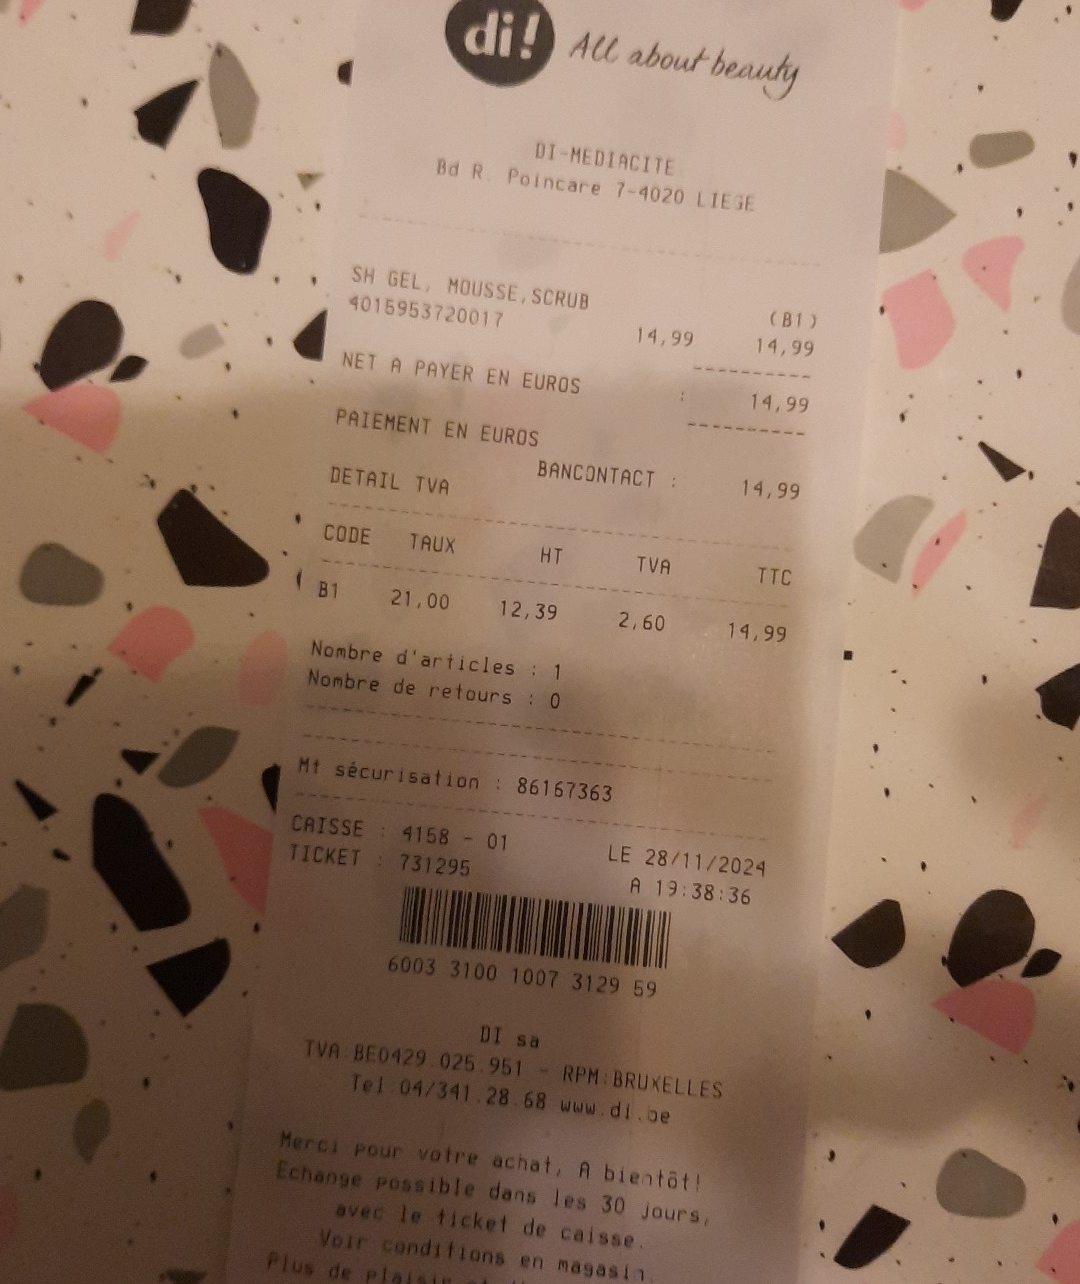 di! All about beauty
DI-MEDIACITE
Bd R. Poincare 7-4020 LIEGE
SH GEL, MOUSSE,SCRUB (B1)
4015953720017 14,99 14,99
NET A PAYER EN EUROS : 14,99
PAIEMENT EN EUROS
BANCONTACT : 14,99
DETAIL TVA
CODE TAUX HT TVA TTC
B1 21,00 12,39 2,60 14,99
Nombre d'articles : 1
Nombre de retours : 0
Mt sécurisation : 86167363
CAISSE : 4158 - 01 LE 28/11/2024
TICKET : 731295 A 19:38:36
6003 3100 1007 3129 59
DI sa
TVA:BE0429.025.951 - RPM:BRUXELLES
Tel:04/341.28.68 www.di.be
Merci pour votre achat, A bientôt!
Echange possible dans les 30 jours,
avec le ticket de caisse.
Voir conditions en magasin.
Plus de plaisir